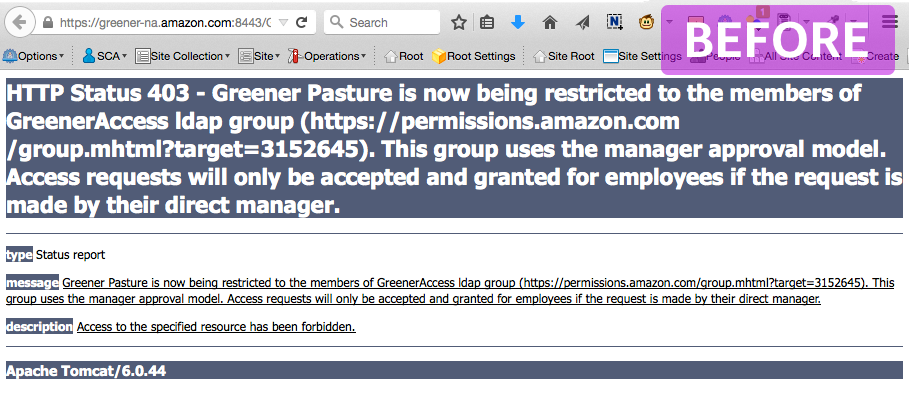 https://greener-na.amazon.com:8443/
Search
BEFORE
Options SCA Site Collection Site Operations Root Root Settings Site Root Site Settings People All Site Content Create
HTTP Status 403 - Greener Pasture is now being restricted to the members of
GreenerAccess ldap group (https://permissions.amazon.com
/group.mhtml?target=3152645). This group uses the manager approval model.
Access requests will only be accepted and granted for employees if the request is
made by their direct manager.
type Status report
message Greener Pasture is now being restricted to the members of GreenerAccess ldap group (https://permissions.amazon.com/group.mhtml?target=3152645). This
group uses the manager approval model. Access requests will only be accepted and granted for employees if the request is made by their direct manager.
description Access to the specified resource has been forbidden.
Apache Tomcat/6.0.44